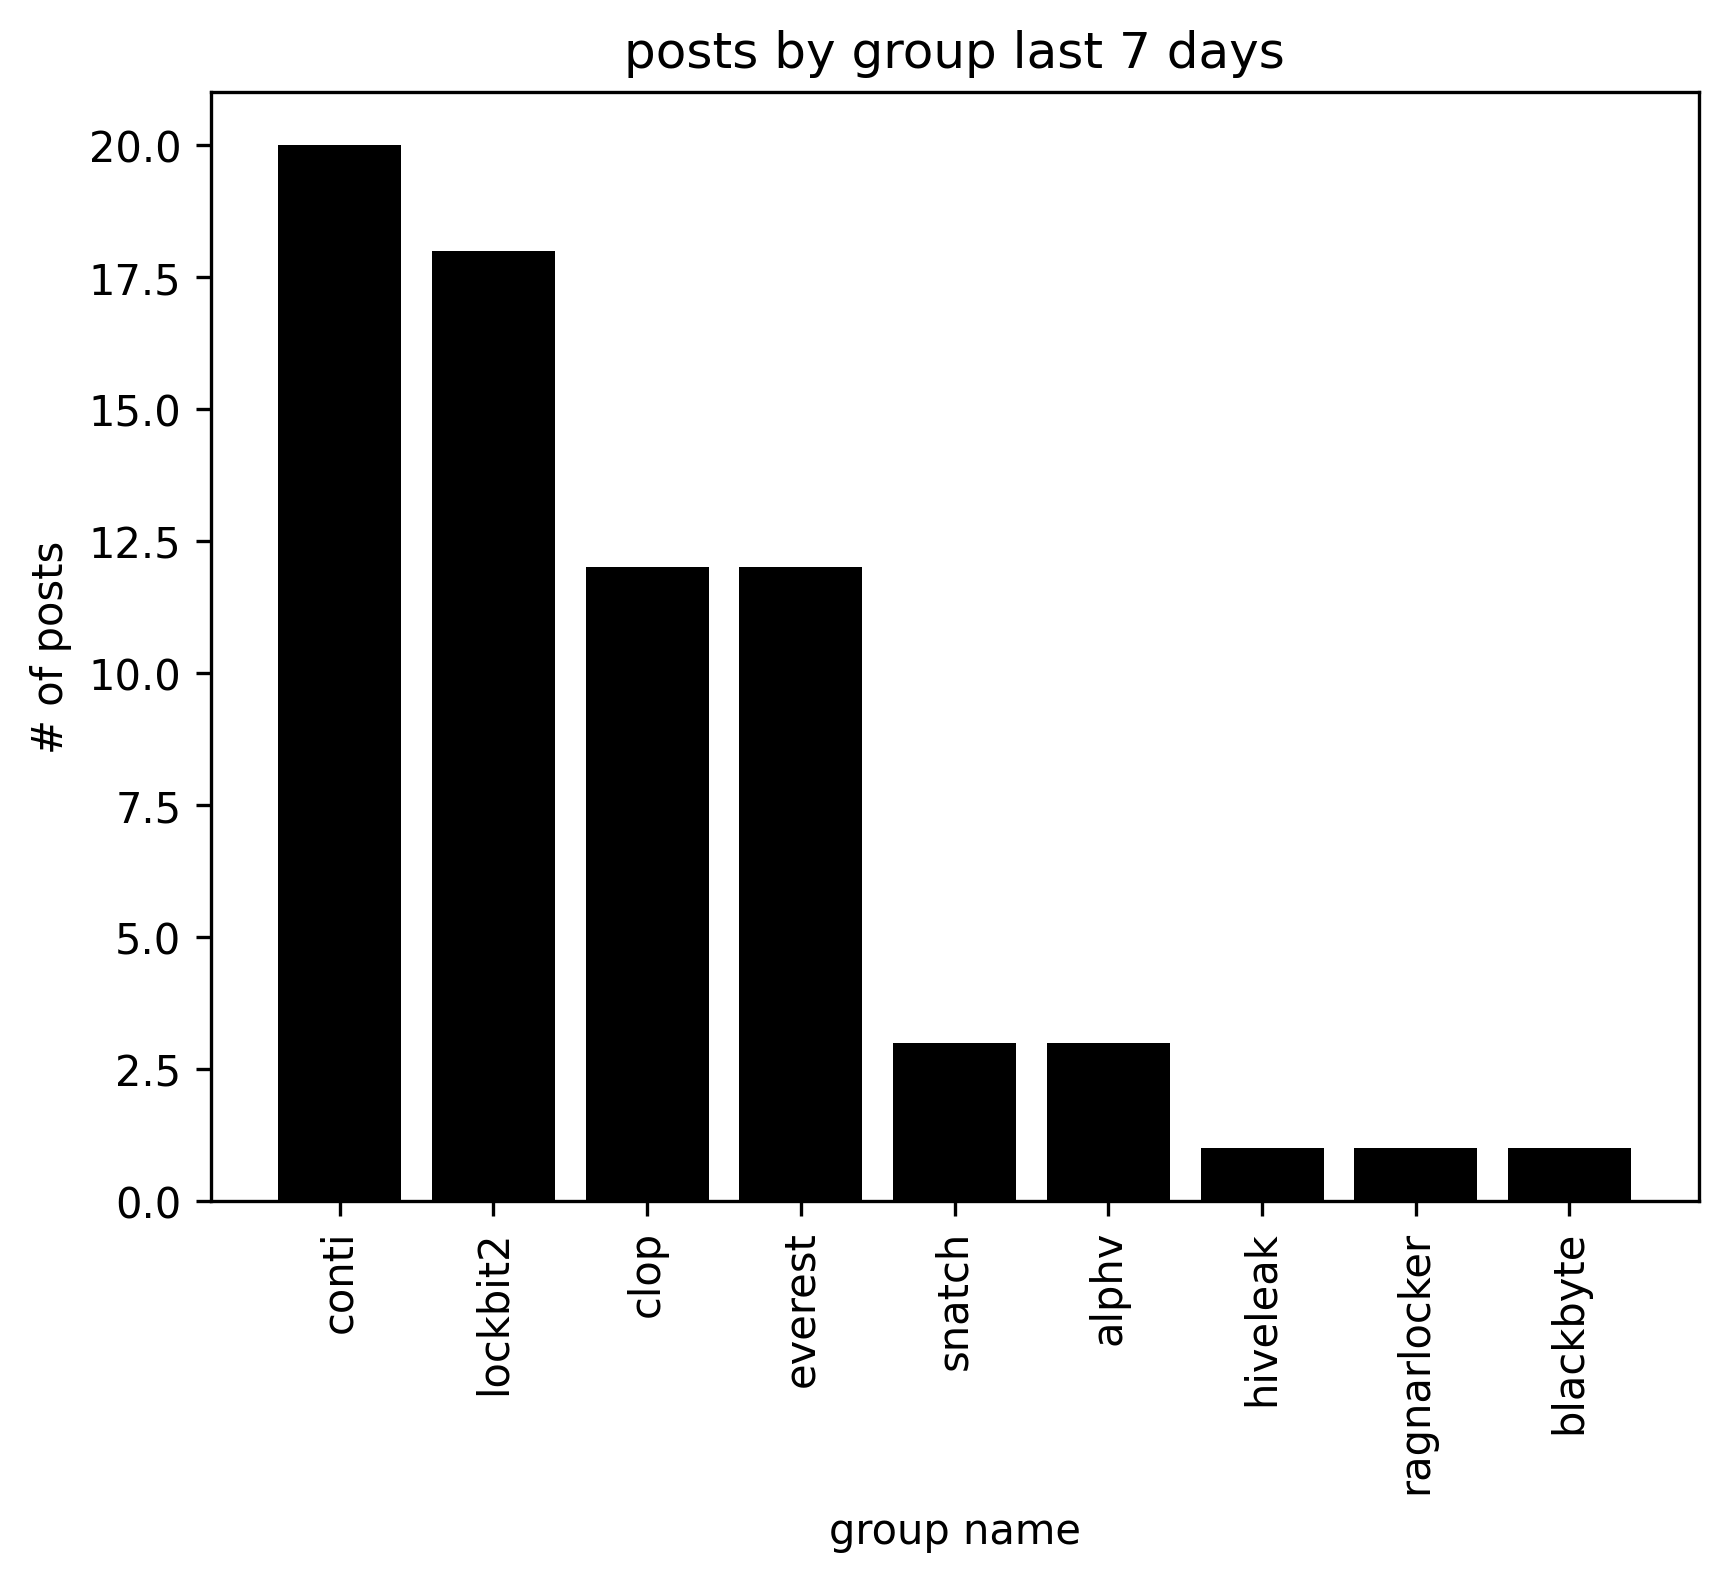 posts by group last 7 days
20.0
17.5
15.0
12.5
10.0
7.5
5.0
2.5
0.0
# of posts
conti
lockbit2
clop
everest
snatch
alphv
hiveleak
ragnarlocker
blackbyte
group name